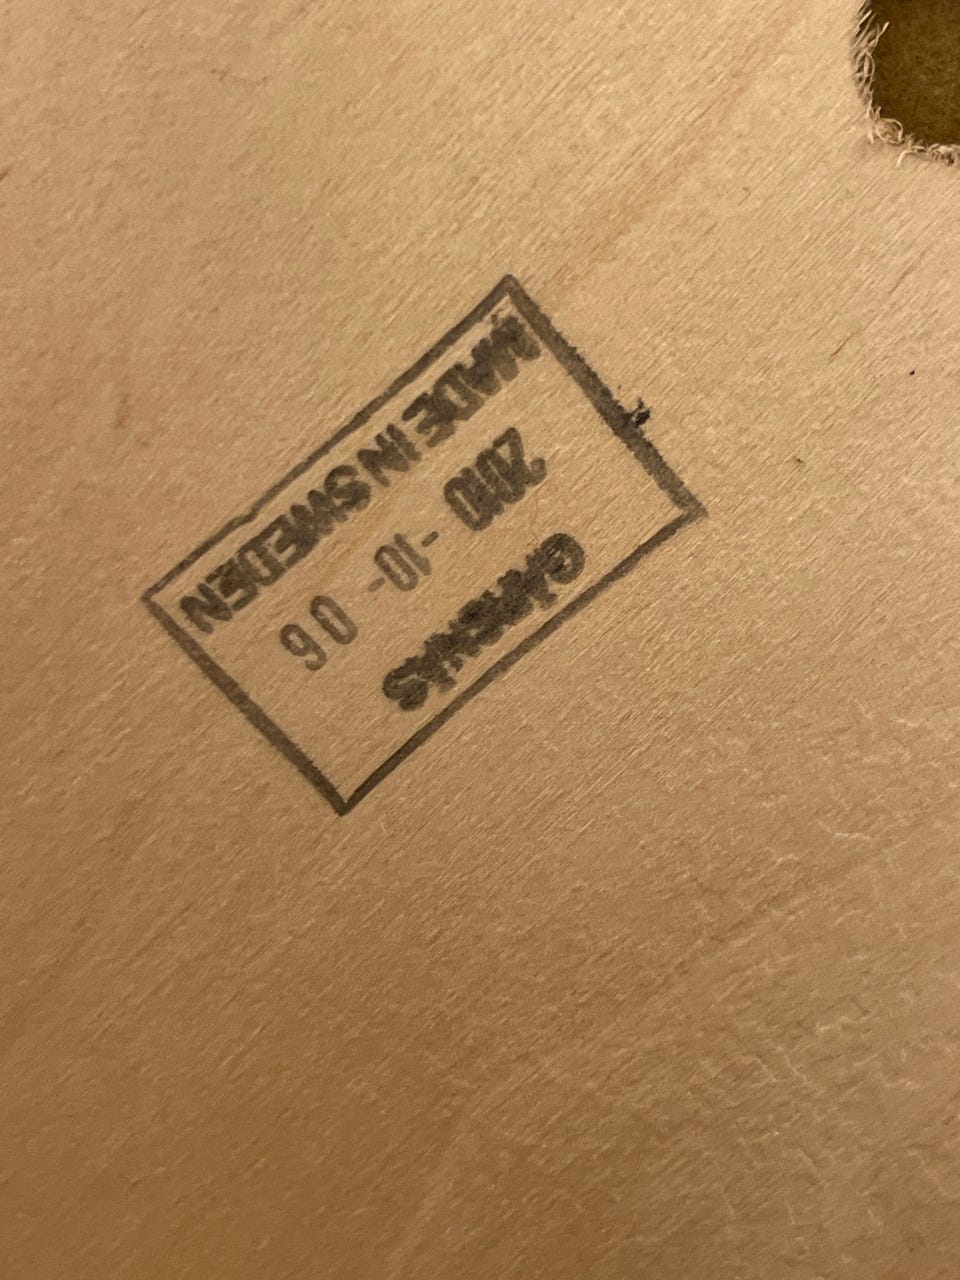 GÄRSNÄS
2010 -10- 06
MADE IN SWEDEN